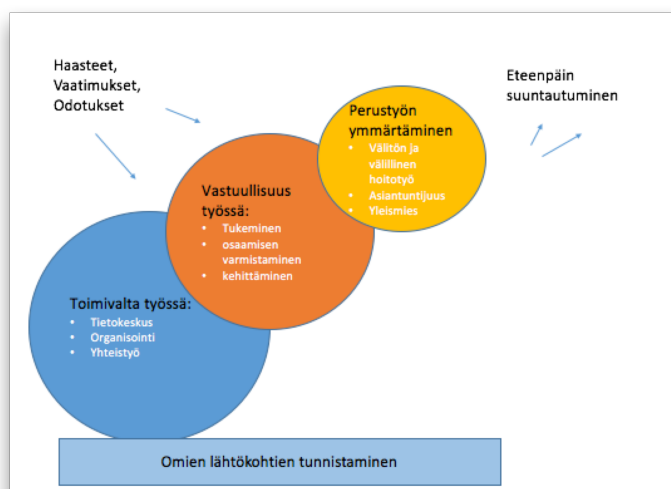 Haasteet,
Vaatimukset,
Odotukset
Eteenpäin
suuntautuminen
Perustyön
ymmärtäminen
• Välitön ja
välillinen
hoitotyö
• Asiantuntijuus
• Yleismies
Vastuullisuus
työssä:
• Tukeminen
• osaamisen
varmistaminen
• kehittäminen
Toimivalta työssä:
• Tietokeskus
• Organisointi
• Yhteistyö
Omien lähtökohtien tunnistaminen